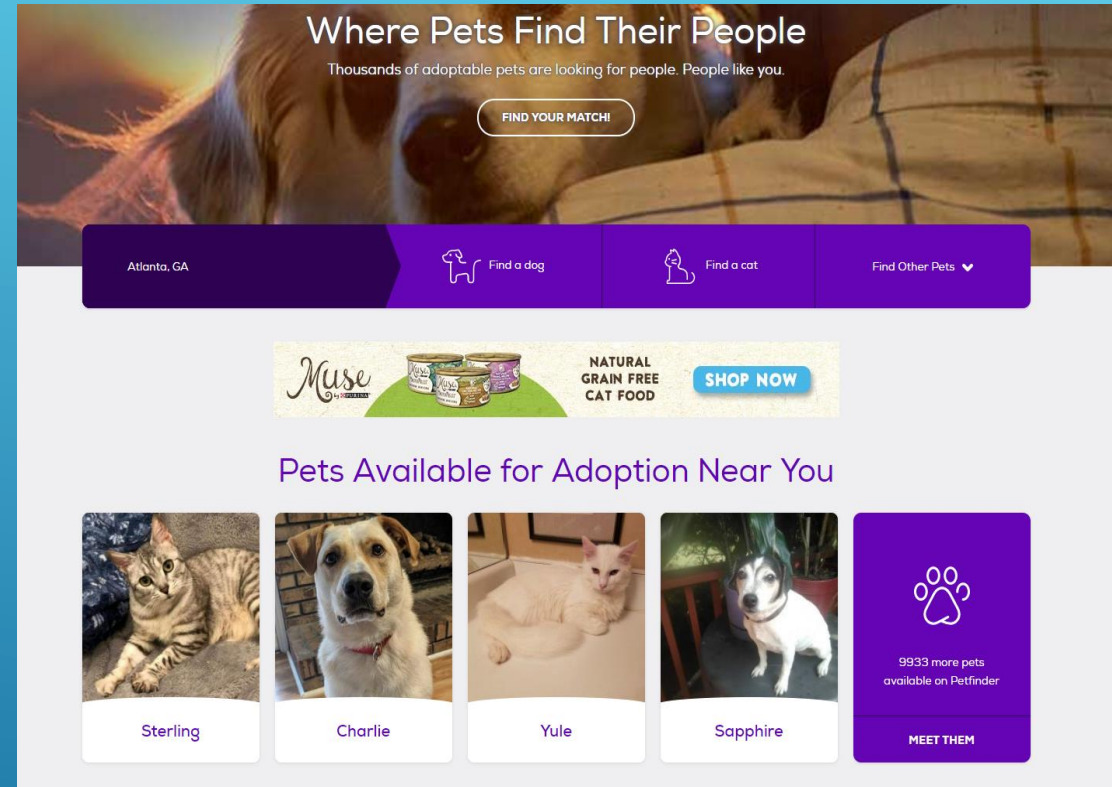 Where Pets Find Their People
Thousands of adoptable pets are looking for people. People like you.
FIND YOUR MATCH!
Atlanta, GA
Find a dog
Find a cat
Find Other Pets
Muse
by PURINA
NATURAL
GRAIN FREE
CAT FOOD
SHOP NOW
Pets Available for Adoption Near You
Sterling
Charlie
Yule
Sapphire
9933 more pets
available on Petfinder
MEET THEM